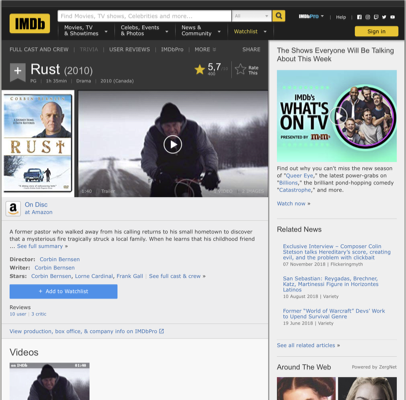 IMDb
Find Movies, TV shows, Celebrities and more...
All
IMDbPro
Help
Movies, TV
& Showtimes
Celebs, Events
& Photos
News &
Community
Watchlist
Sign in
FULL CAST AND CREW
TRIVIA
USER REVIEWS
IMDbPro
MORE
SHARE
Rust (2010)
5,7
Rate
This
PG | 1h 35min | Drama | 2010 (Canada)
CORBIN BERNSEN
RUST
On Disc
at Amazon
A former pastor who walked away from his calling returns to his small hometown to discover
that a mysterious fire tragically struck a local family. When he learns that his childhood friend
... See full summary »
Director: Corbin Bernsen
Writer: Corbin Bernsen
Stars: Corbin Bernsen, Lorne Cardinal, Frank Gall | See full cast & crew »
+ Add to Watchlist
Reviews
10 user | 3 critic
View production, box office, & company info on IMDbPro
Videos
The Shows Everyone Will Be Talking
About This Week
IMDb's
WHAT'S
ON TV
PRESENTED BY
Find out why you can't miss the new season
of "Queer Eye," the latest power-grabs on
"Billions," the brilliant pond-hopping comedy
"Catastrophe," and more.
Watch now »
Related News
Exclusive Interview – Composer Colin
Stetson talks Hereditary's score, creating
evil, and the problem with clickbait
07 November 2018 | Flickeringmyth
San Sebastian: Reygadas, Brechner,
Katz, Martinessi Figure in Horizontes
Latinos
10 August 2018 | Variety
Former "World of Warcraft" Devs' Work
to Upend Survival Genre
19 June 2018 | Variety
See all related articles »
Around The Web
Powered by ZergNet